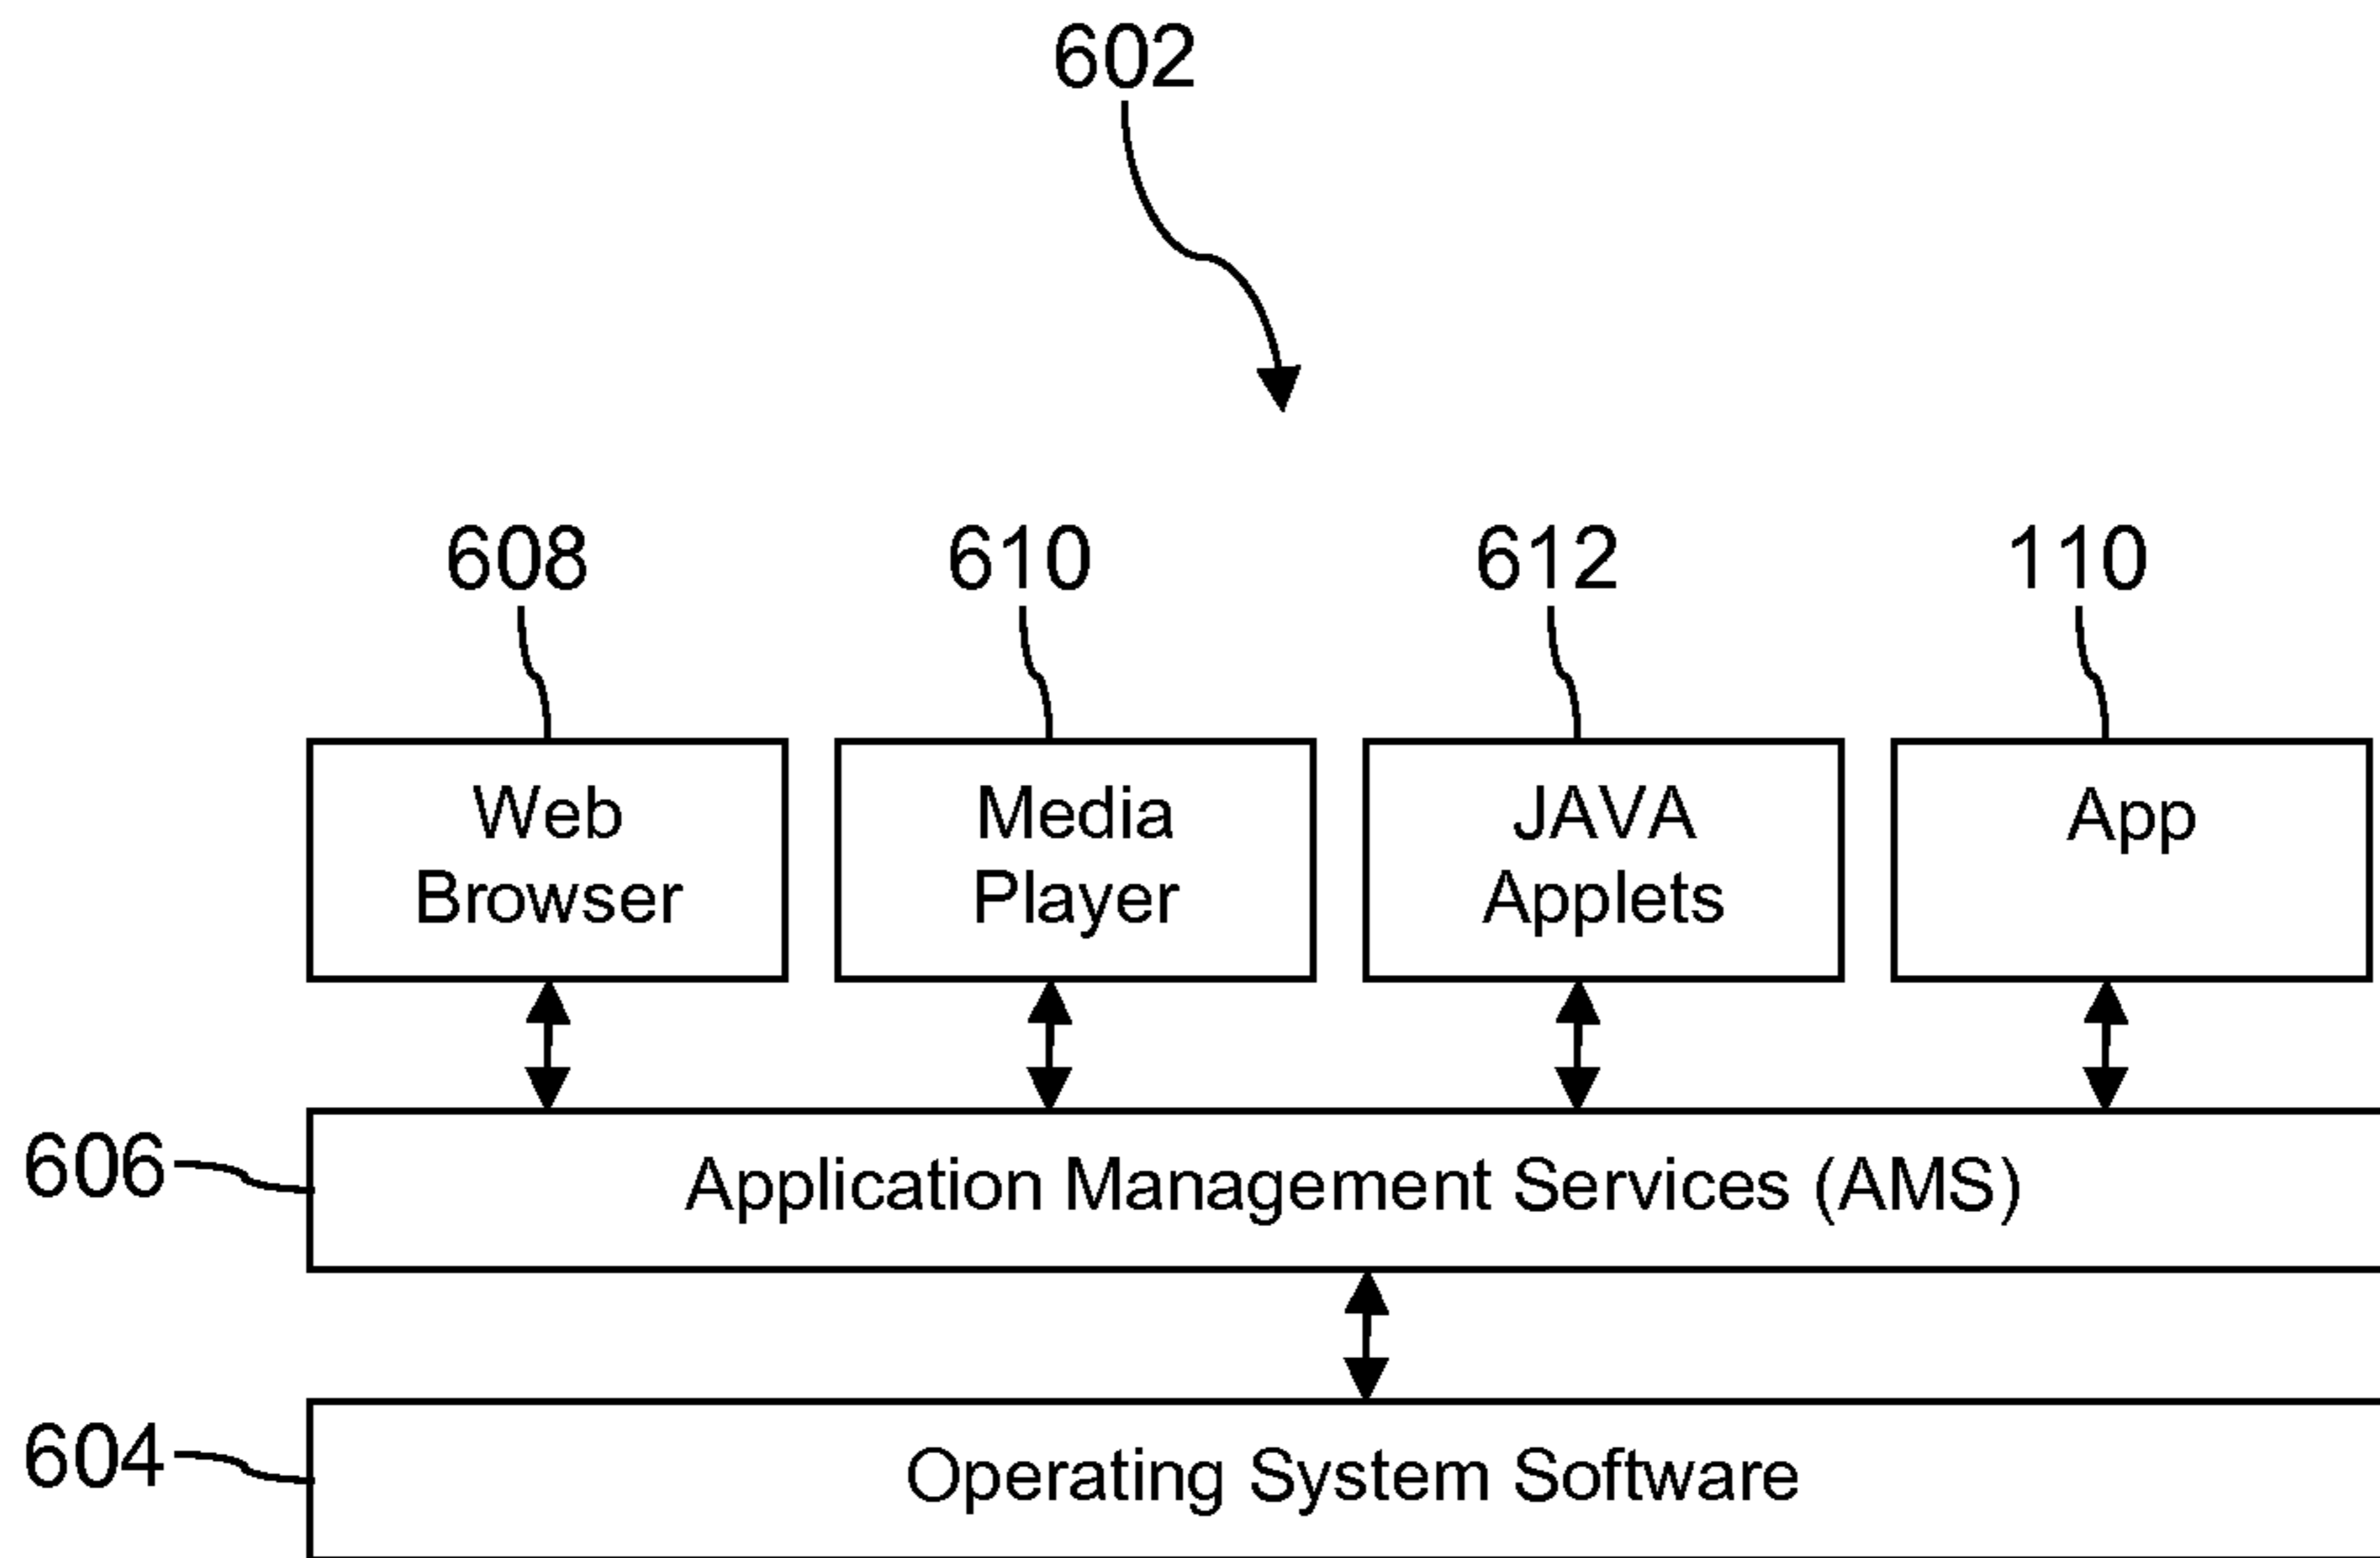 602
608
610
612
110
Web
Browser
Media
Player
JAVA
Applets
App
606
Application Management Services (AMS)
604
Operating System Software